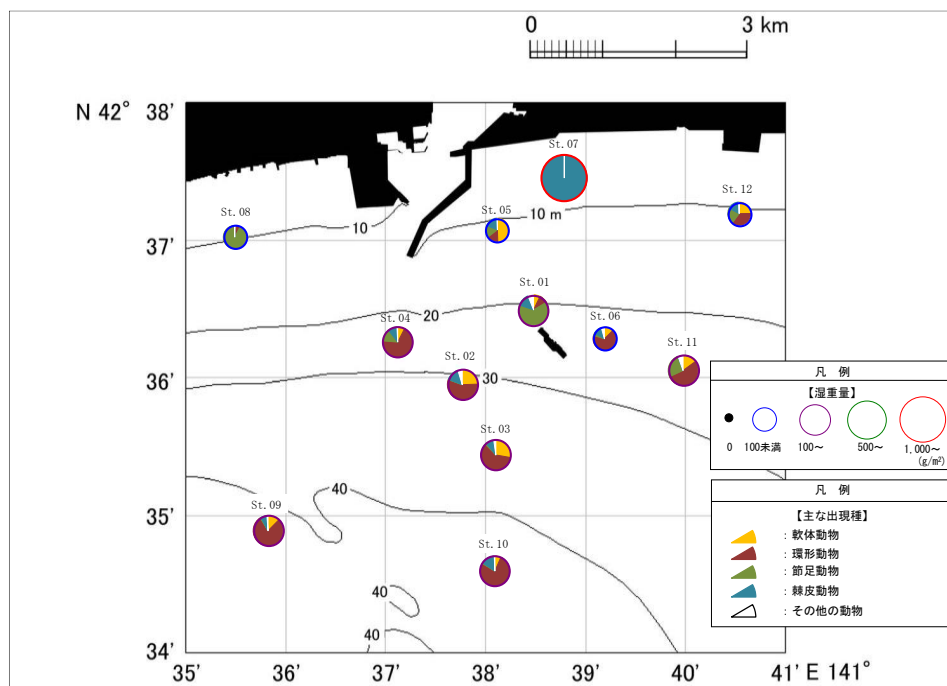 0 3 km
N 42° 38'
St. 07
St. 12
St. 08
St. 05
10 m
10
37'
St. 01
20
St. 04
St. 06
St. 11
St. 02
36'
30
St. 03
40
St. 09
35'
St. 10
40
40
34'
35' 36' 37' 38' 39' 40' 41' E 141°
凡 例
【湿重量】
0 100未満 100～ 500～ 1,000～
(g/m²)
凡 例
【主な出現種】
：軟体動物
：環形動物
：節足動物
：棘皮動物
：その他の動物